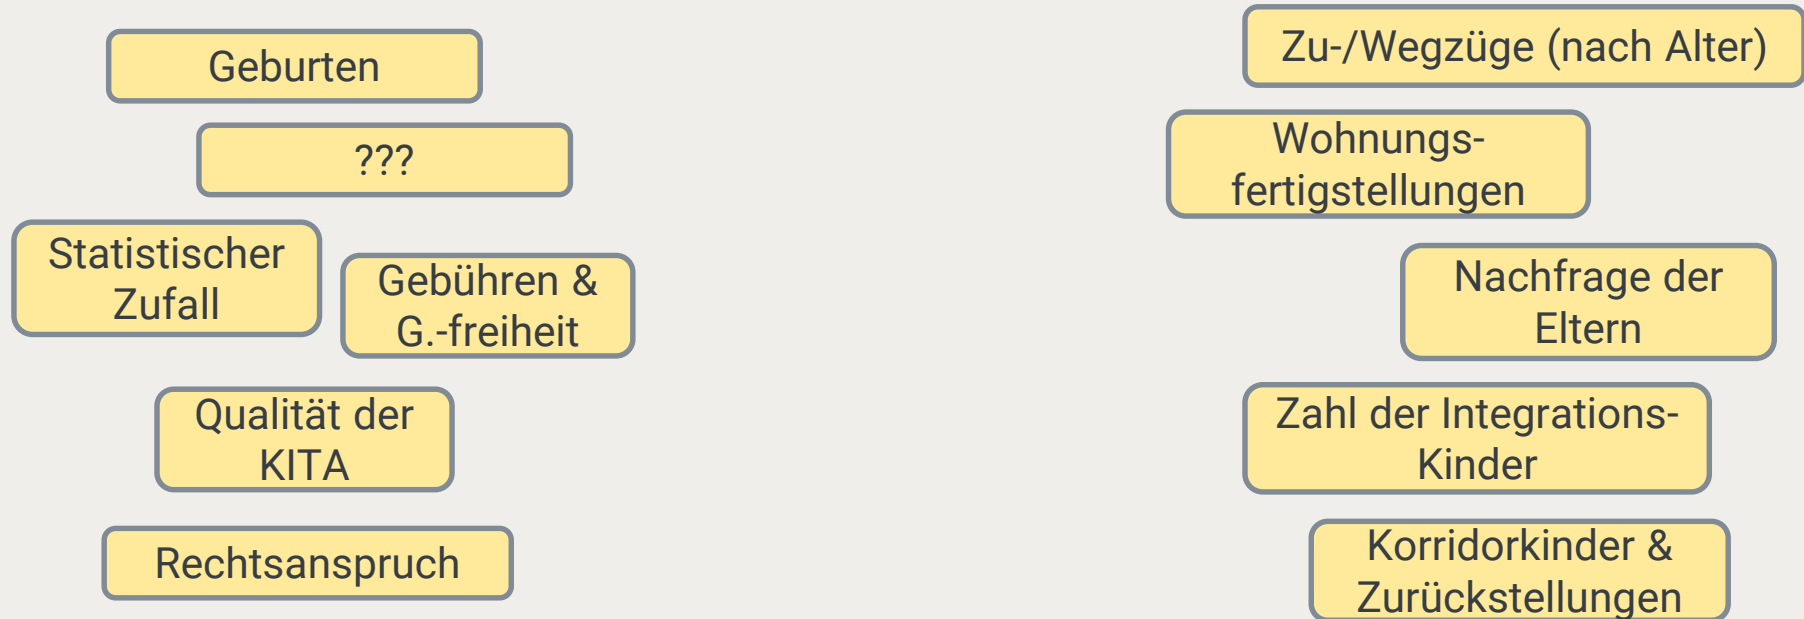 Geburten
???
Statistischer
Zufall
Gebühren &
G.-freiheit
Qualität der
KITA
Rechtsanspruch
Zu-/Wegzüge (nach Alter)
Wohnungs-
fertigstellungen
Nachfrage der
Eltern
Zahl der Integrations-
Kinder
Korridorkinder &
Zurückstellungen